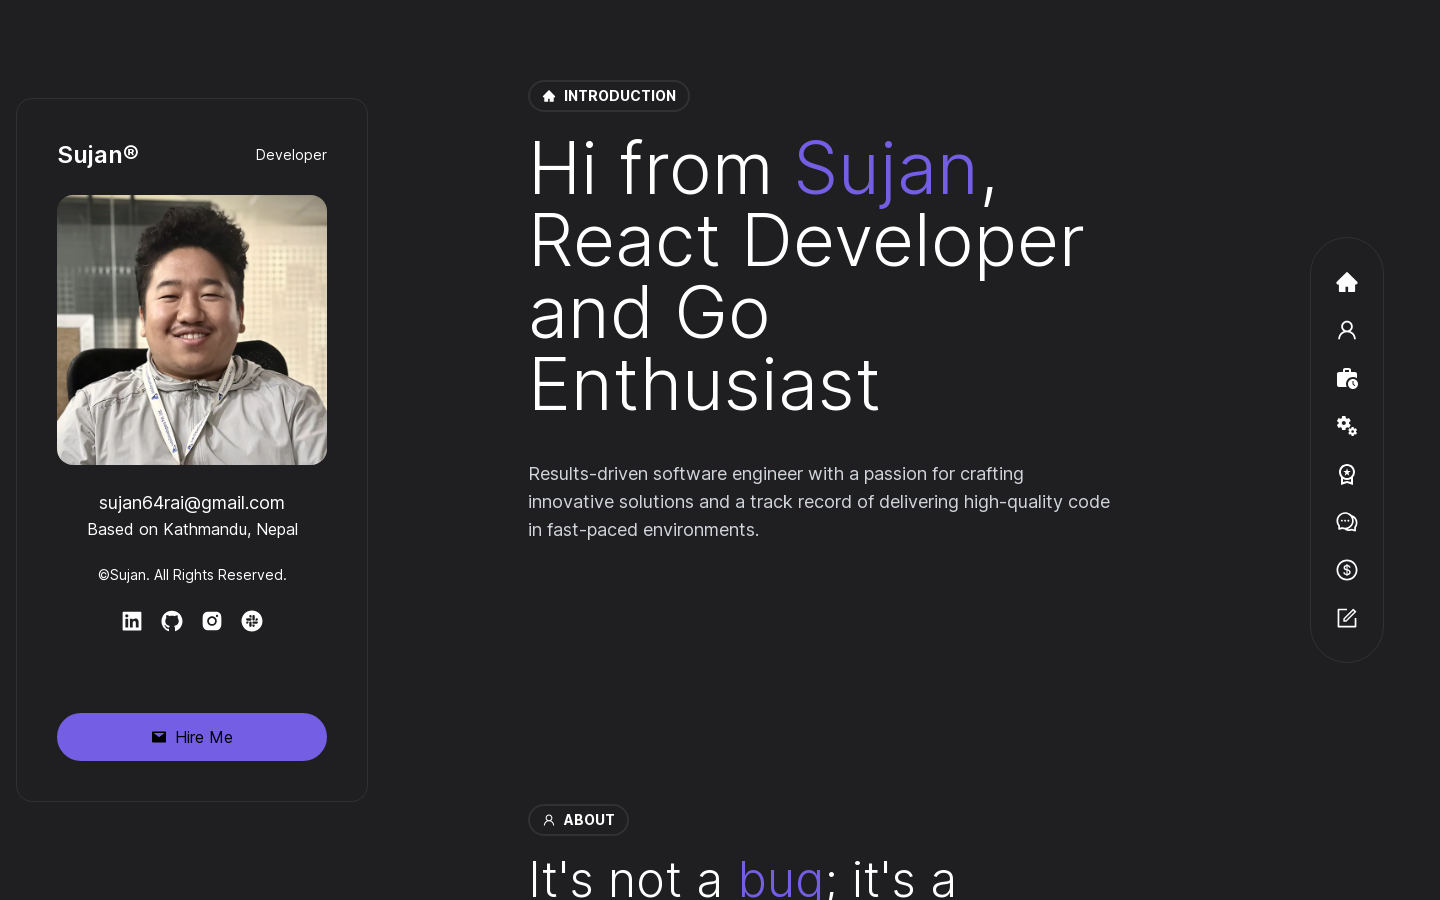 Sujan®
Developer
sujan64rai@gmail.com
Based on Kathmandu, Nepal
©Sujan. All Rights Reserved.
Hire Me
INTRODUCTION
Hi from Sujan,
React Developer
and Go
Enthusiast
Results-driven software engineer with a passion for crafting
innovative solutions and a track record of delivering high-quality code
in fast-paced environments.
ABOUT
It's not a bug; it's a